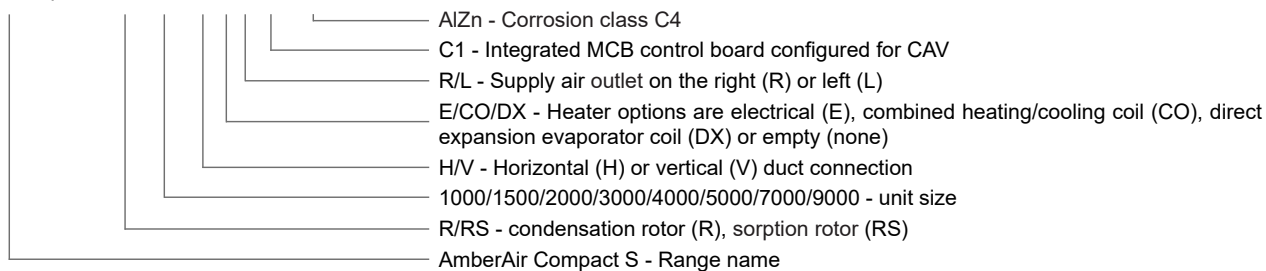 AlZn - Corrosion class C4
C1 - Integrated MCB control board configured for CAV
R/L - Supply air outlet on the right (R) or left (L)
E/CO/DX - Heater options are electrical (E), combined heating/cooling coil (CO), direct
expansion evaporator coil (DX) or empty (none)
H/V - Horizontal (H) or vertical (V) duct connection
1000/1500/2000/3000/4000/5000/7000/9000 - unit size
R/RS - condensation rotor (R), sorption rotor (RS)
AmberAir Compact S - Range name